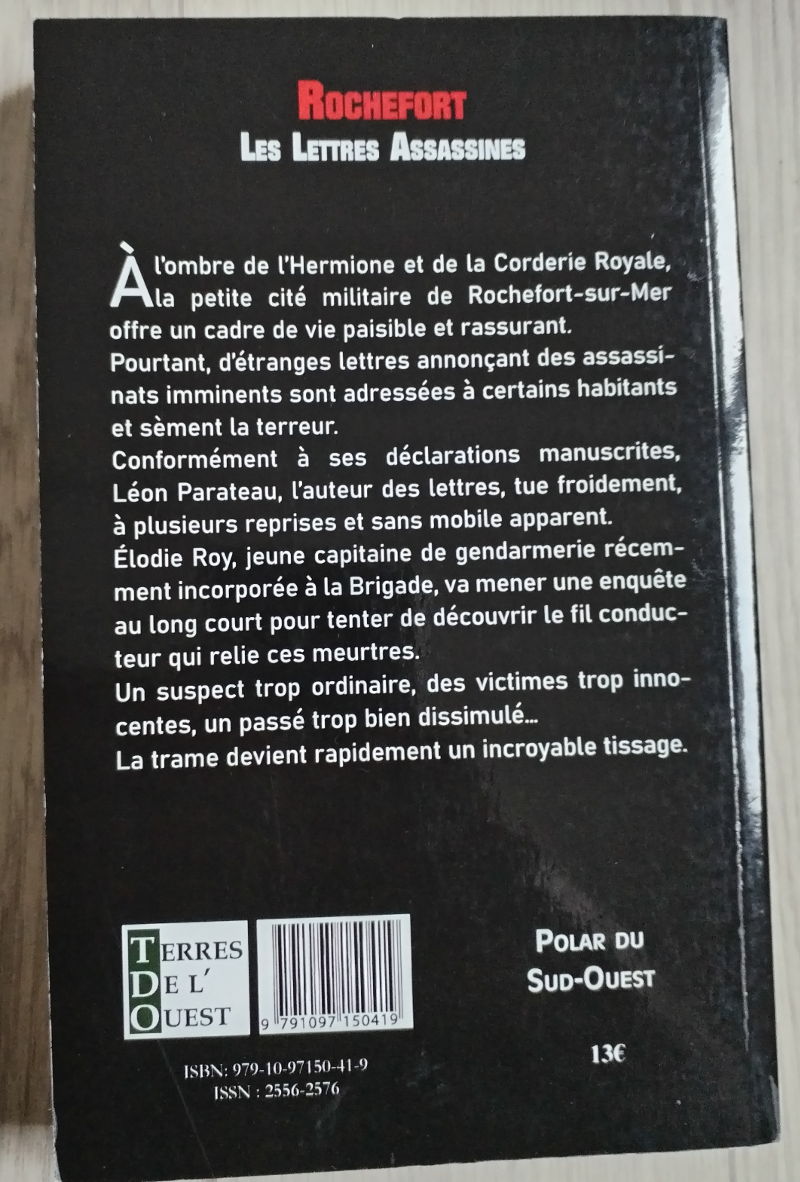 ROCHEFORT
LES LETTRES ASSASSINES
À l'ombre de l'Hermione et de la Corderie Royale,
la petite cité militaire de Rochefort-sur-Mer
offre un cadre de vie paisible et rassurant.
Pourtant, d'étranges lettres annonçant des assassi-
nats imminents sont adressées à certains habitants
et sèment la terreur.
Conformément à ses déclarations manuscrites,
Léon Parateau, l'auteur des lettres, tue froidement,
à plusieurs reprises et sans mobile apparent.
Élodie Roy, jeune capitaine de gendarmerie récem-
ment incorporée à la Brigade, va mener une enquête
au long court pour tenter de découvrir le fil conduc-
teur qui relie ces meurtres.
Un suspect trop ordinaire, des victimes trop inno-
centes, un passé trop bien dissimulé...
La trame devient rapidement un incroyable tissage.
TERRES
DE L'
OUEST
9 791097 150419
ISBN: 979-10-97150-41-9
ISSN : 2556-2576
POLAR DU
SUD-OUEST
13€